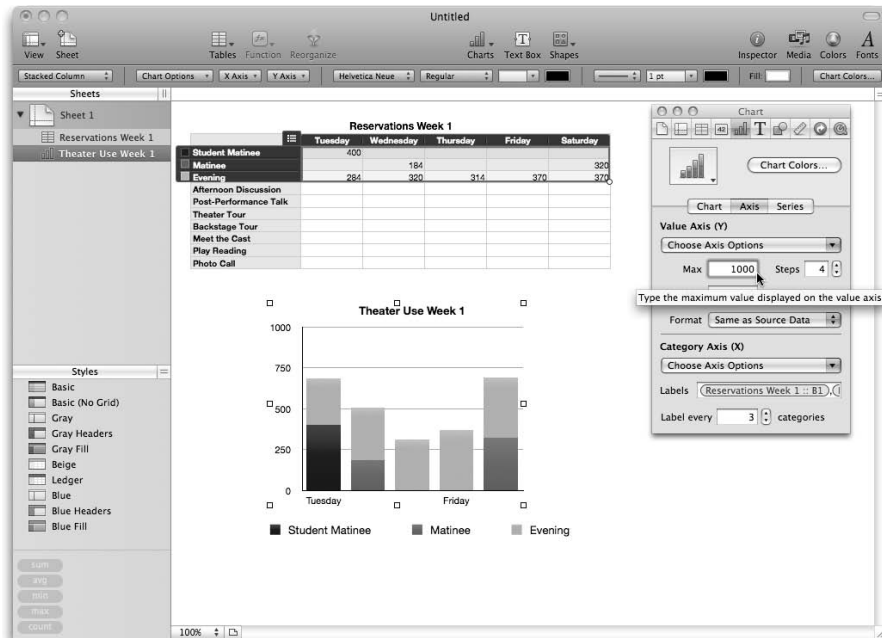 Untitled
View Sheet Tables Function Reorganize Charts Text Box Shapes Inspector Media Colors Fonts
Stacked Column Chart Options X Axis Y Axis Helvetica Neue Regular 1 pt Fill Chart Colors...
Sheets
Sheet 1
Reservations Week 1
Theater Use Week 1
Styles
Basic
Basic (No Grid)
Gray
Gray Headers
Gray Fill
Beige
Ledger
Blue
Blue Headers
Blue Fill
sum
avg
min
max
count
Reservations Week 1
Tuesday Wednesday Thursday Friday Saturday
Student Matinee 400
Matinee 184 320
Evening 284 320 314 370 370
Afternoon Discussion
Post-Performance Talk
Theater Tour
Backstage Tour
Meet the Cast
Play Reading
Photo Call
Theater Use Week 1
1000
750
500
250
0
Tuesday Friday
Student Matinee Matinee Evening
100%
Chart
42
Chart Colors...
Chart Axis Series
Value Axis (Y)
Choose Axis Options
Max 1000 Steps 4
Type the maximum value displayed on the value axis
Format Same as Source Data
Category Axis (X)
Choose Axis Options
Labels Reservations Week 1 :: B1
Label every 3 categories